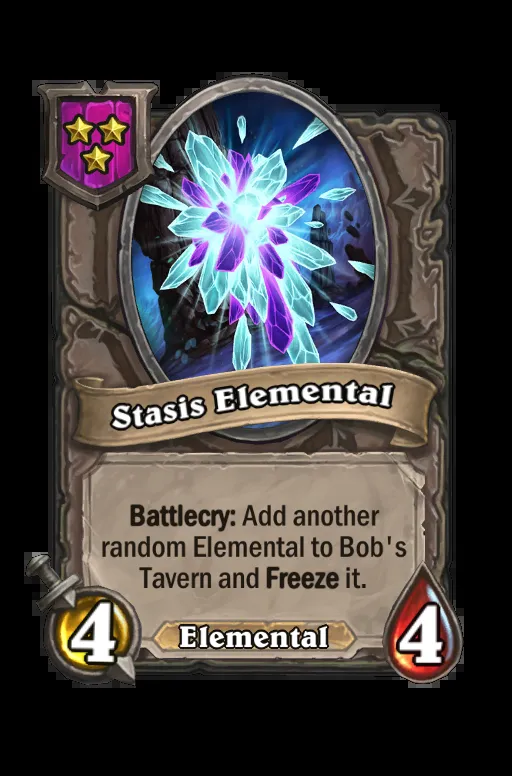 Stasis Elemental
Battlecry: Add another
random Elemental to Bob's
Tavern and Freeze it.
4
Elemental
4